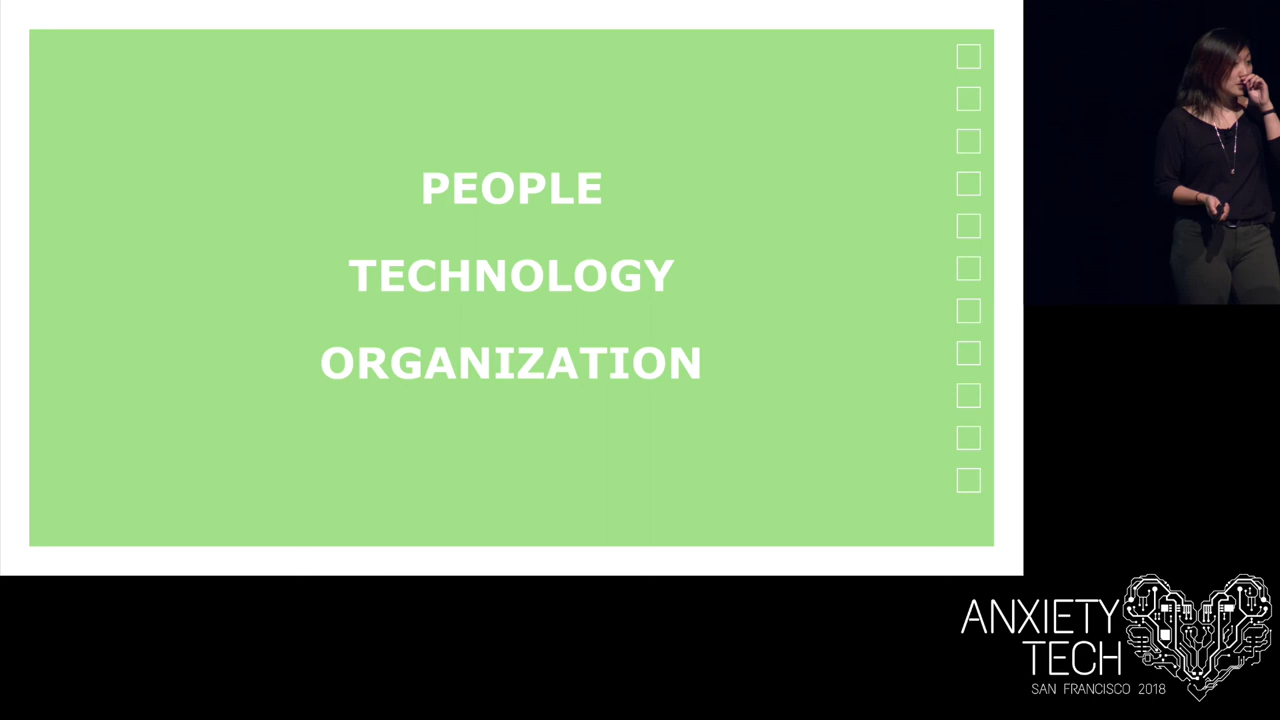 PEOPLE
TECHNOLOGY
ORGANIZATION
ANXIETY
TECH
SAN FRANCISCO 2018